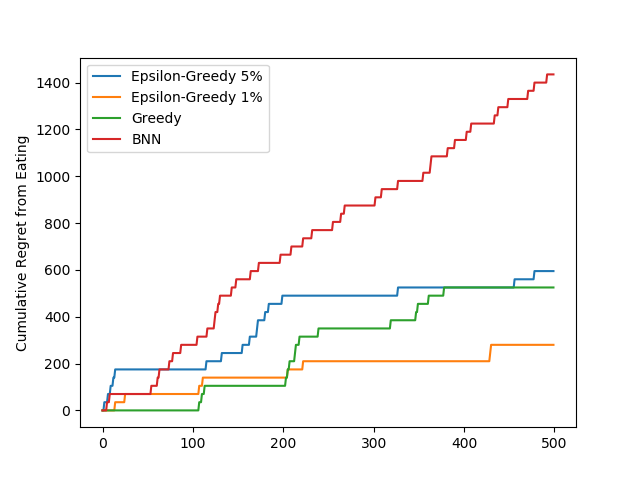 Epsilon-Greedy 5%
Epsilon-Greedy 1%
Greedy
BNN
Cumulative Regret from Eating
1400
1200
1000
800
600
400
200
0
0 100 200 300 400 500